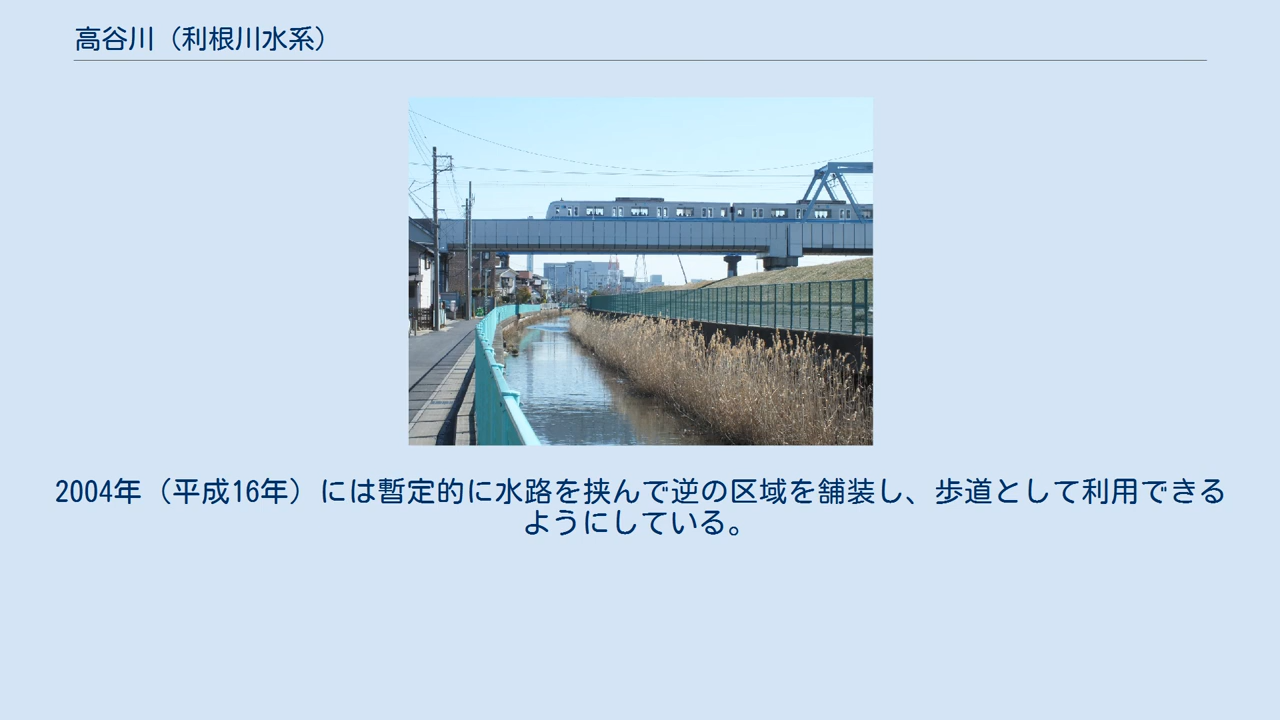 高谷川（利根川水系）
2004年（平成16年）には暫定的に水路を挟んで逆の区域を舗装し、歩道として利用できる
ようにしている。